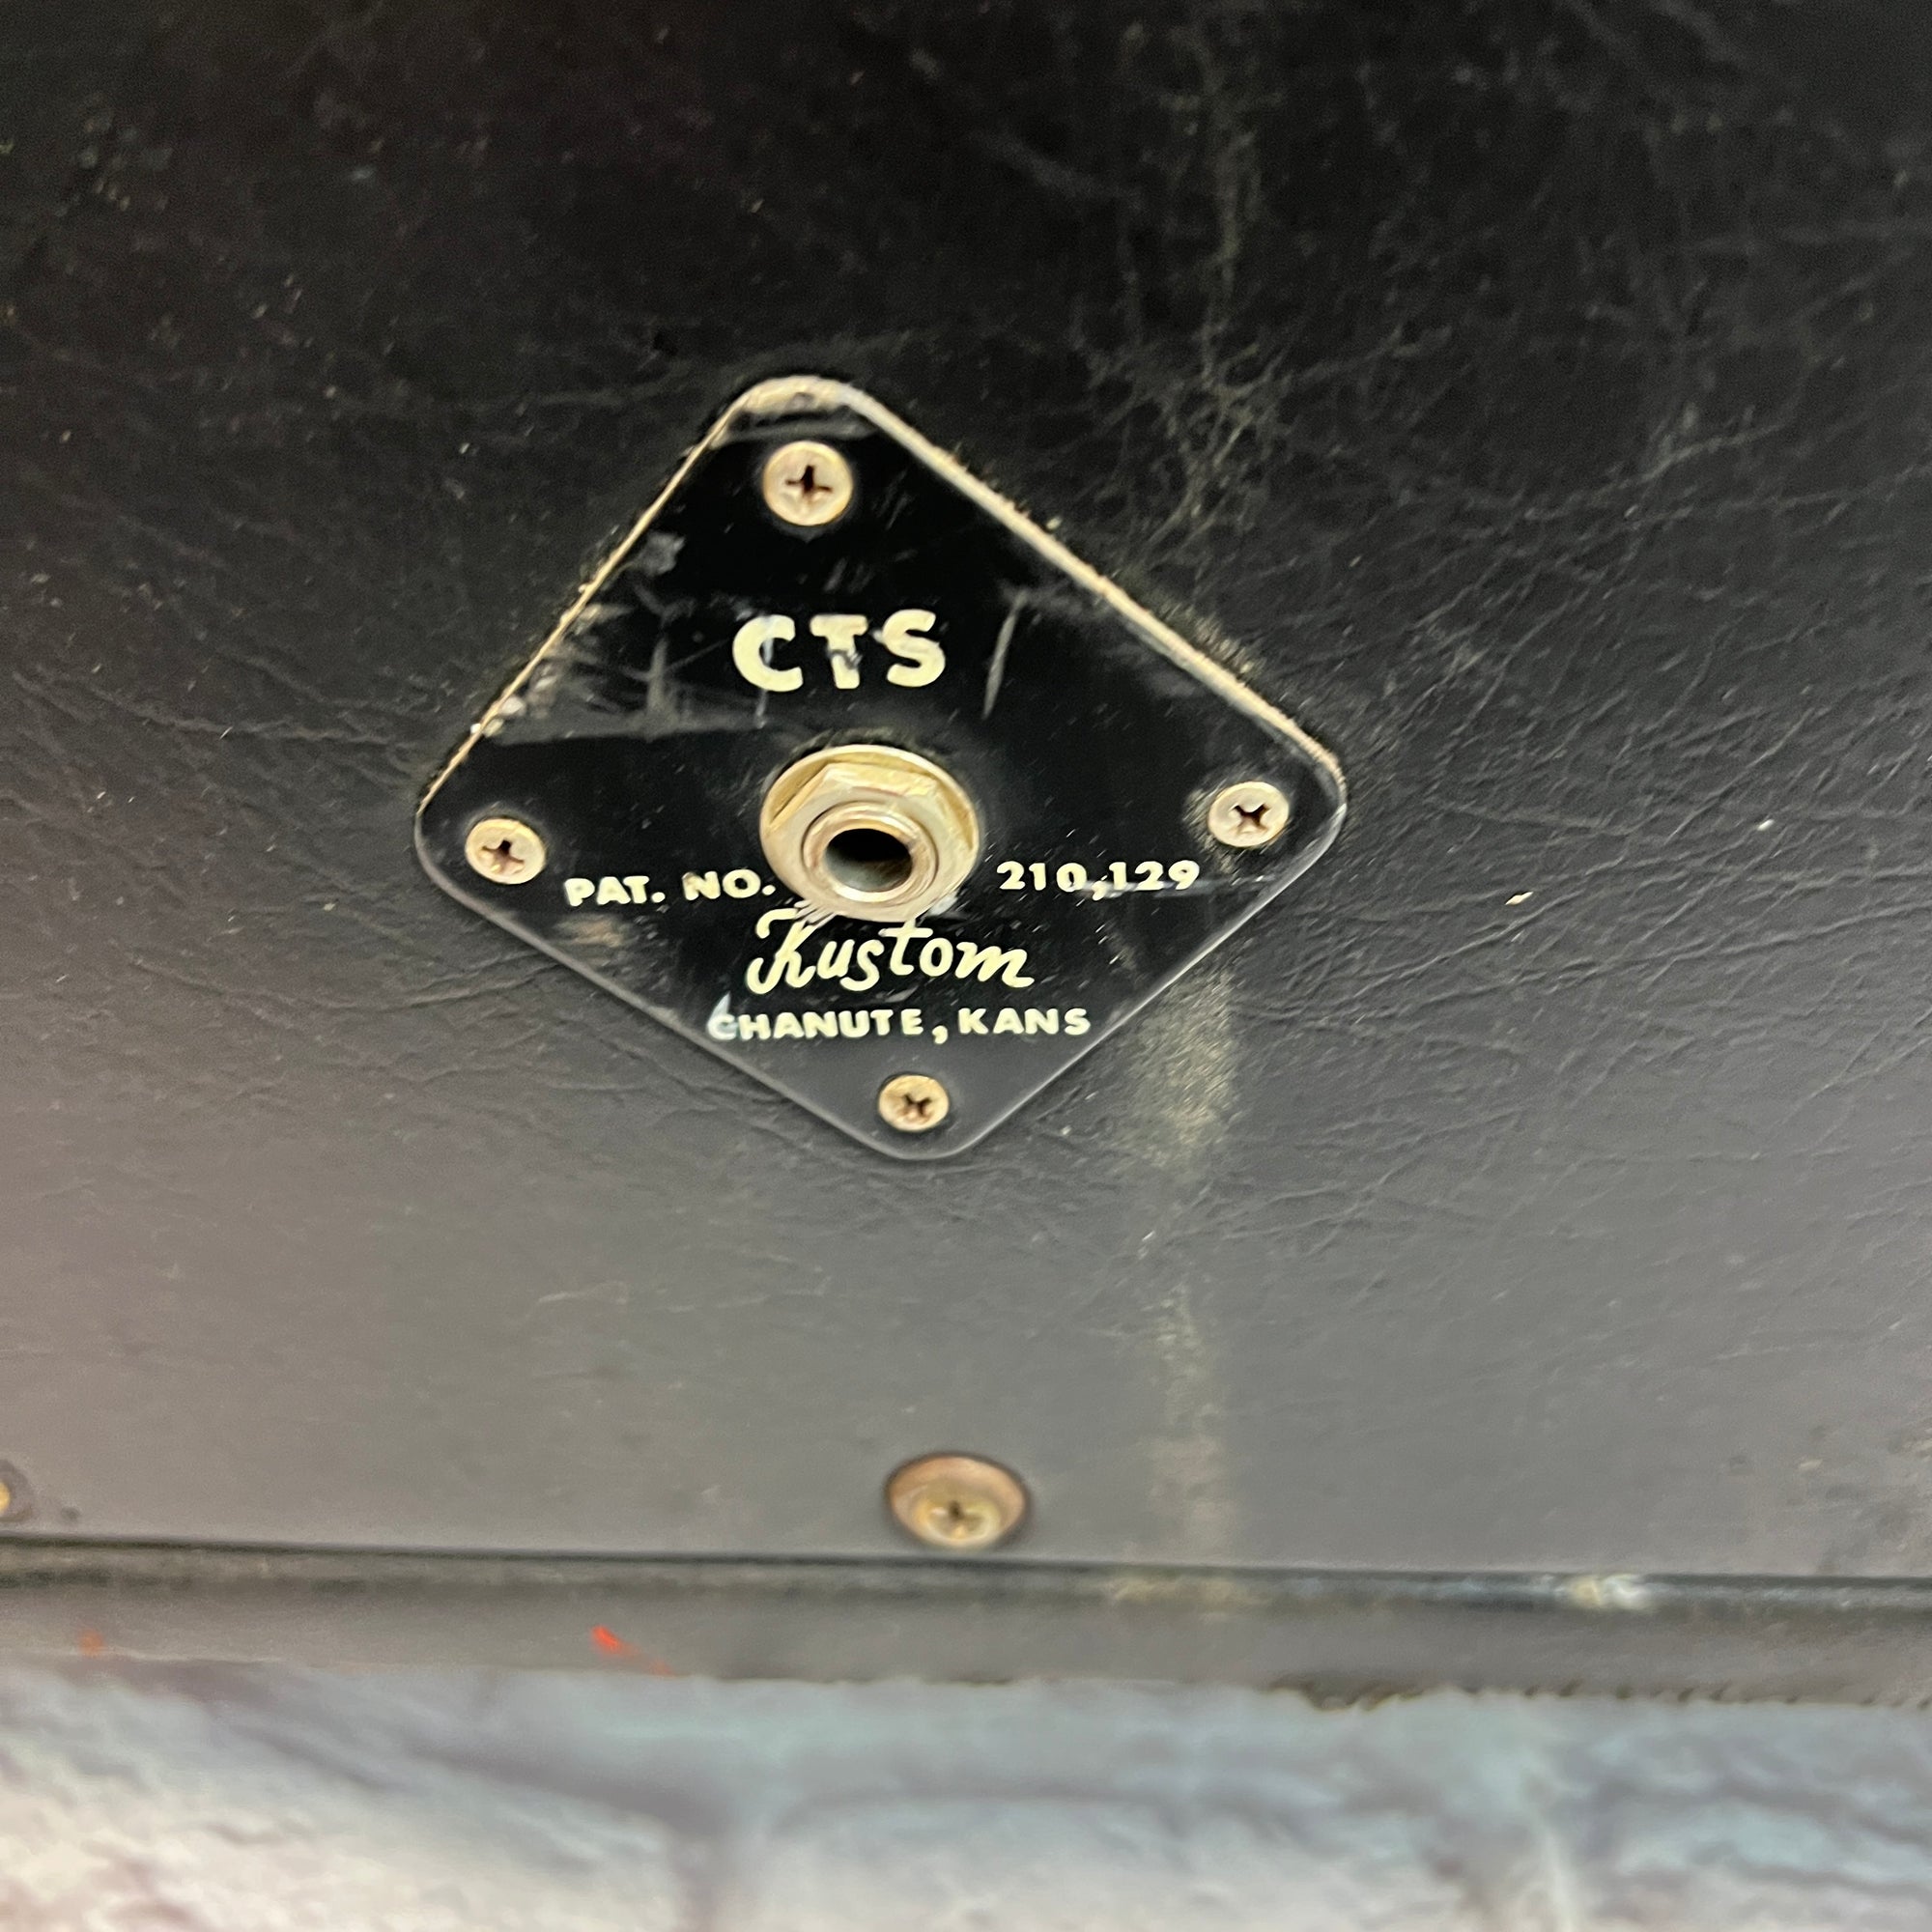 CTS
PAT. NO. 210,129
Kustom
CHANUTE, KANS